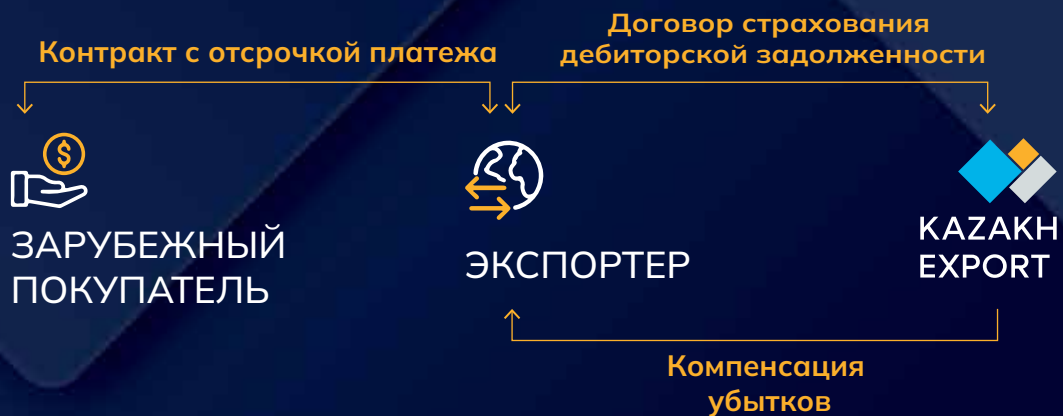 Договор страхования
дебиторской задолженности
Контракт с отсрочкой платежа
$
ЗАРУБЕЖНЫЙ
ПОКУПАТЕЛЬ
ЭКСПОРТЕР
KAZAKH
EXPORT
Компенсация
убытков